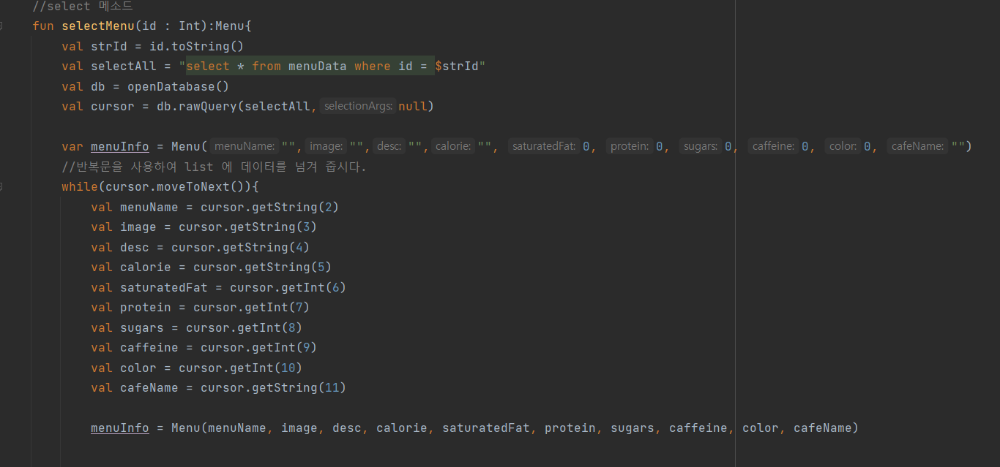 //select 메소드
fun selectMenu(id : Int):Menu{
val strId = id.toString()
val selectAll = "select * from menuData where id = $strId"
val db = openDatabase()
val cursor = db.rawQuery(selectAll, selectionArgs: null)
var menuInfo = Menu( menuName: "", image: "", desc: "", calorie: "", saturatedFat: 0, protein: 0, sugars: 0, caffeine: 0, color: 0, cafeName: "")
//반복문을 사용하여 list 에 데이터를 넘겨 줍시다.
while(cursor.moveToNext()){
val menuName = cursor.getString(2)
val image = cursor.getString(3)
val desc = cursor.getString(4)
val calorie = cursor.getString(5)
val saturatedFat = cursor.getInt(6)
val protein = cursor.getInt(7)
val sugars = cursor.getInt(8)
val caffeine = cursor.getInt(9)
val color = cursor.getInt(10)
val cafeName = cursor.getString(11)
menuInfo = Menu(menuName, image, desc, calorie, saturatedFat, protein, sugars, caffeine, color, cafeName)